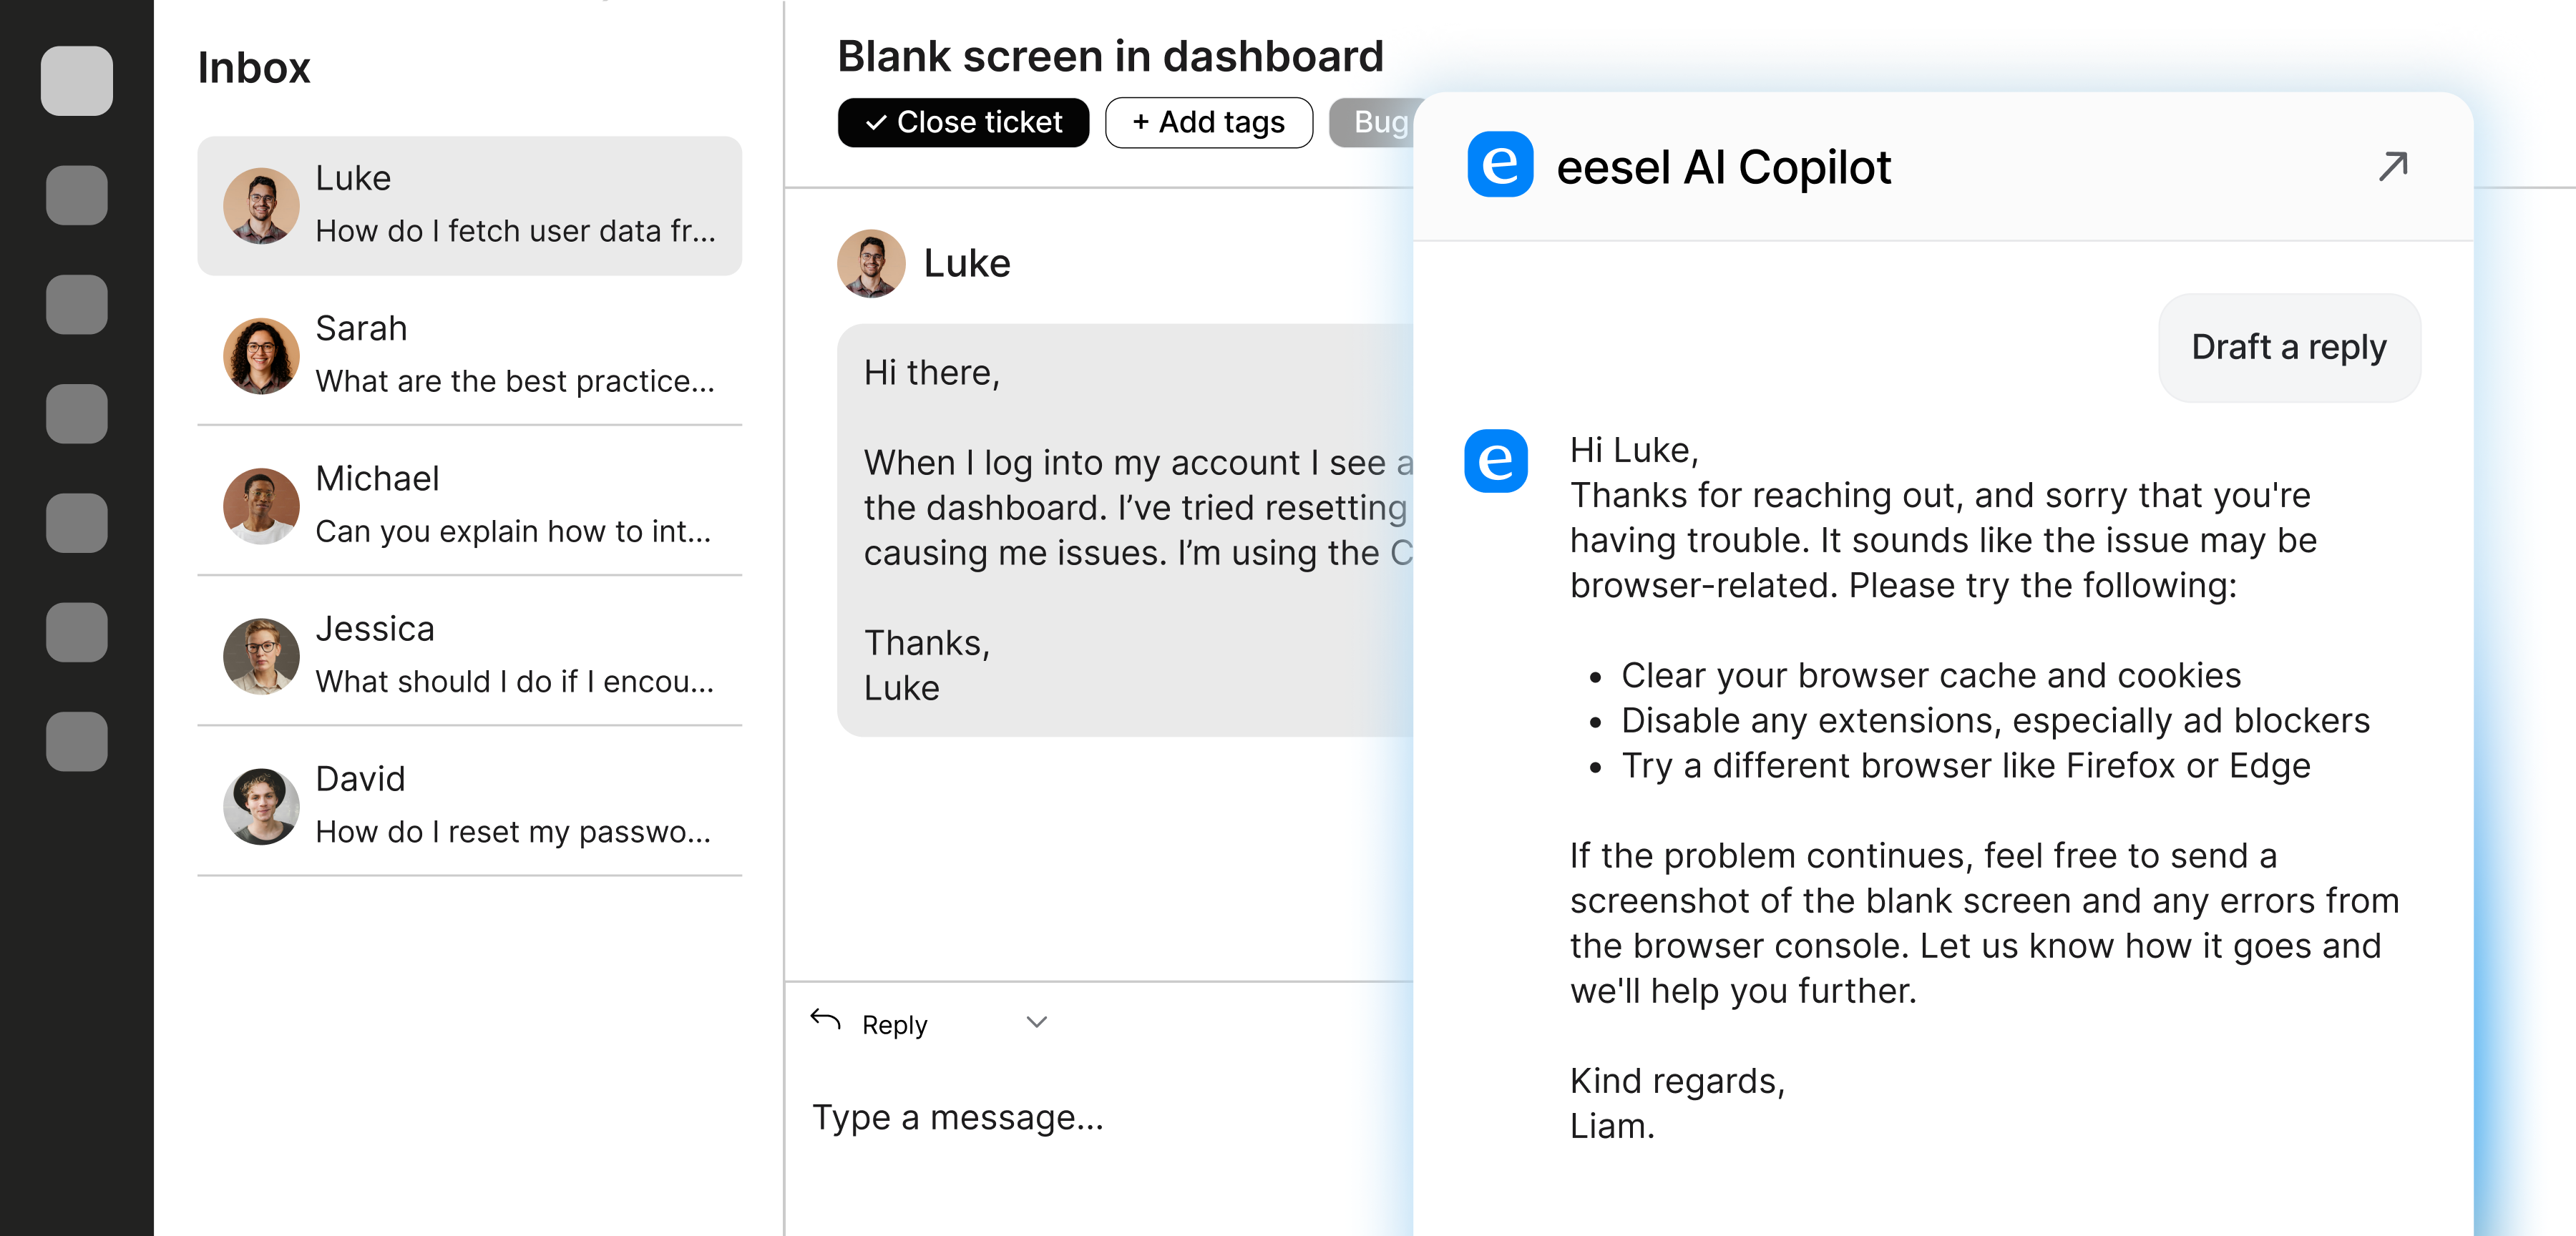 Inbox
Luke
How do I fetch user data fr...
Sarah
What are the best practice...
Michael
Can you explain how to int...
Jessica
What should I do if I encou...
David
How do I reset my passwo...
Blank screen in dashboard
✓ Close ticket
+ Add tags
Bug
Luke
Hi there,
When I log into my account I see a
the dashboard. I’ve tried resetting
causing me issues. I’m using the C
Thanks,
Luke
Reply
Type a message...
e eesel AI Copilot
Draft a reply
e
Hi Luke,
Thanks for reaching out, and sorry that you're
having trouble. It sounds like the issue may be
browser-related. Please try the following:
• Clear your browser cache and cookies
• Disable any extensions, especially ad blockers
• Try a different browser like Firefox or Edge
If the problem continues, feel free to send a
screenshot of the blank screen and any errors from
the browser console. Let us know how it goes and
we'll help you further.
Kind regards,
Liam.